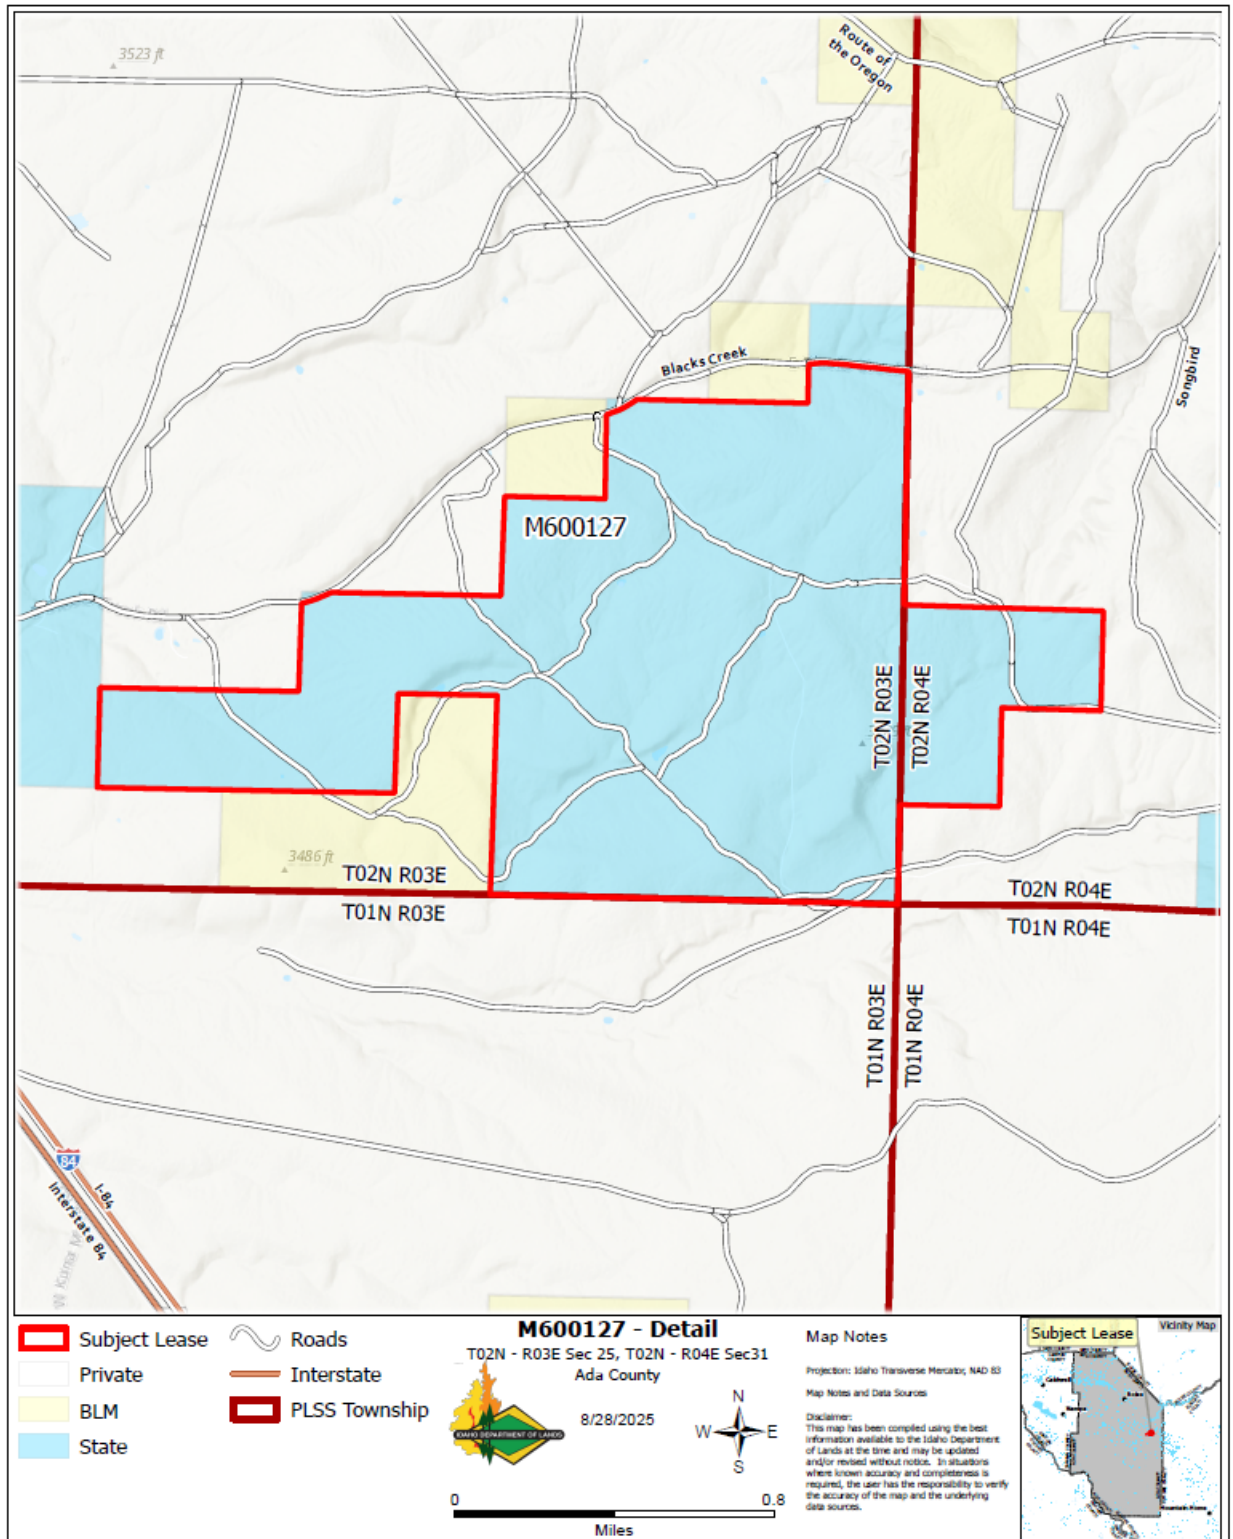 3523 ft
Route of
the Oregon
Blacks Creek
Songbird
M600127
T02N R03E
T02N R04E
3486 ft
T02N R03E
T01N R03E
T02N R04E
T01N R04E
T01N R03E
T01N R04E
84
I-84
Interstate 84
Subject Lease
Private
BLM
State
Roads
Interstate
PLSS Township
M600127 - Detail
T02N - R03E Sec 25, T02N - R04E Sec31
Ada County
IDAHO DEPARTMENT OF LANDS
8/28/2025
N
W
E
S
0
0.8
Miles
Map Notes
Projection: Idaho Transverse Mercator, NAD 83
Map Notes and Data Sources
Disclaimer:
This map has been compiled using the best
information available to the Idaho Department
of Lands at the time and may be updated
and/or revised without notice. In situations
where known accuracy and completeness is
required, the user has the responsibility to verify
the accuracy of the map and the underlying
data sources.
Vicinity Map
Subject Lease
Boise
Mountain Home